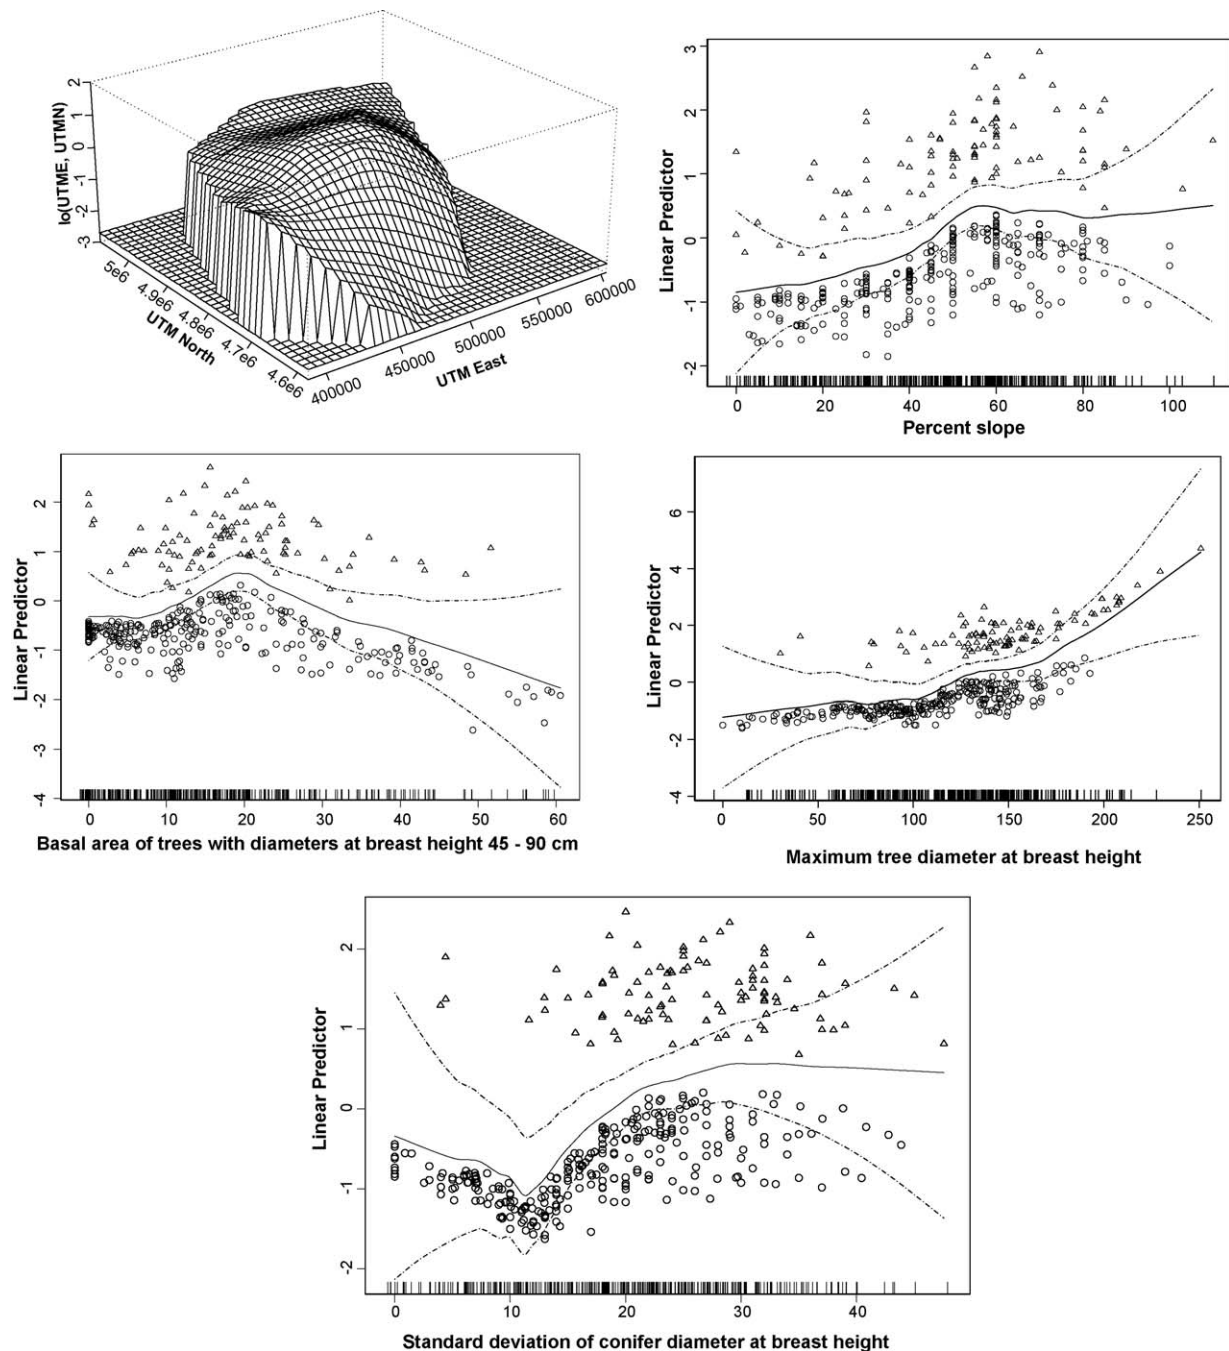 lo(UTME, UTMN)
2
1
0
-1
-2
-3
5e6
4.9e6
4.8e6
4.7e6
4.6e6
UTM North
400000
450000
500000
550000
600000
UTM East
Linear Predictor
3
2
1
0
-1
-2
0 20 40 60 80 100
Percent slope
Linear Predictor
2
1
0
-1
-2
-3
-4
0 10 20 30 40 50 60
Basal area of trees with diameters at breast height 45 - 90 cm
Linear Predictor
6
4
2
0
-2
-4
0 50 100 150 200 250
Maximum tree diameter at breast height
Linear Predictor
2
1
0
-1
-2
0 10 20 30 40
Standard deviation of conifer diameter at breast height